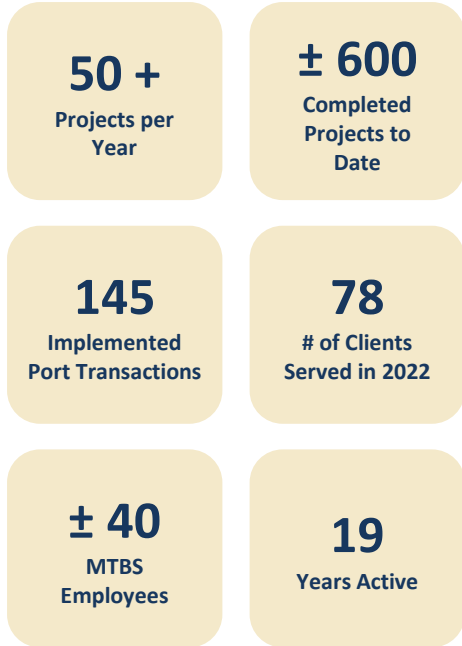 50 +
Projects per
Year
± 600
Completed
Projects to
Date
145
Implemented
Port Transactions
78
# of Clients
Served in 2022
± 40
MTBS
Employees
19
Years Active